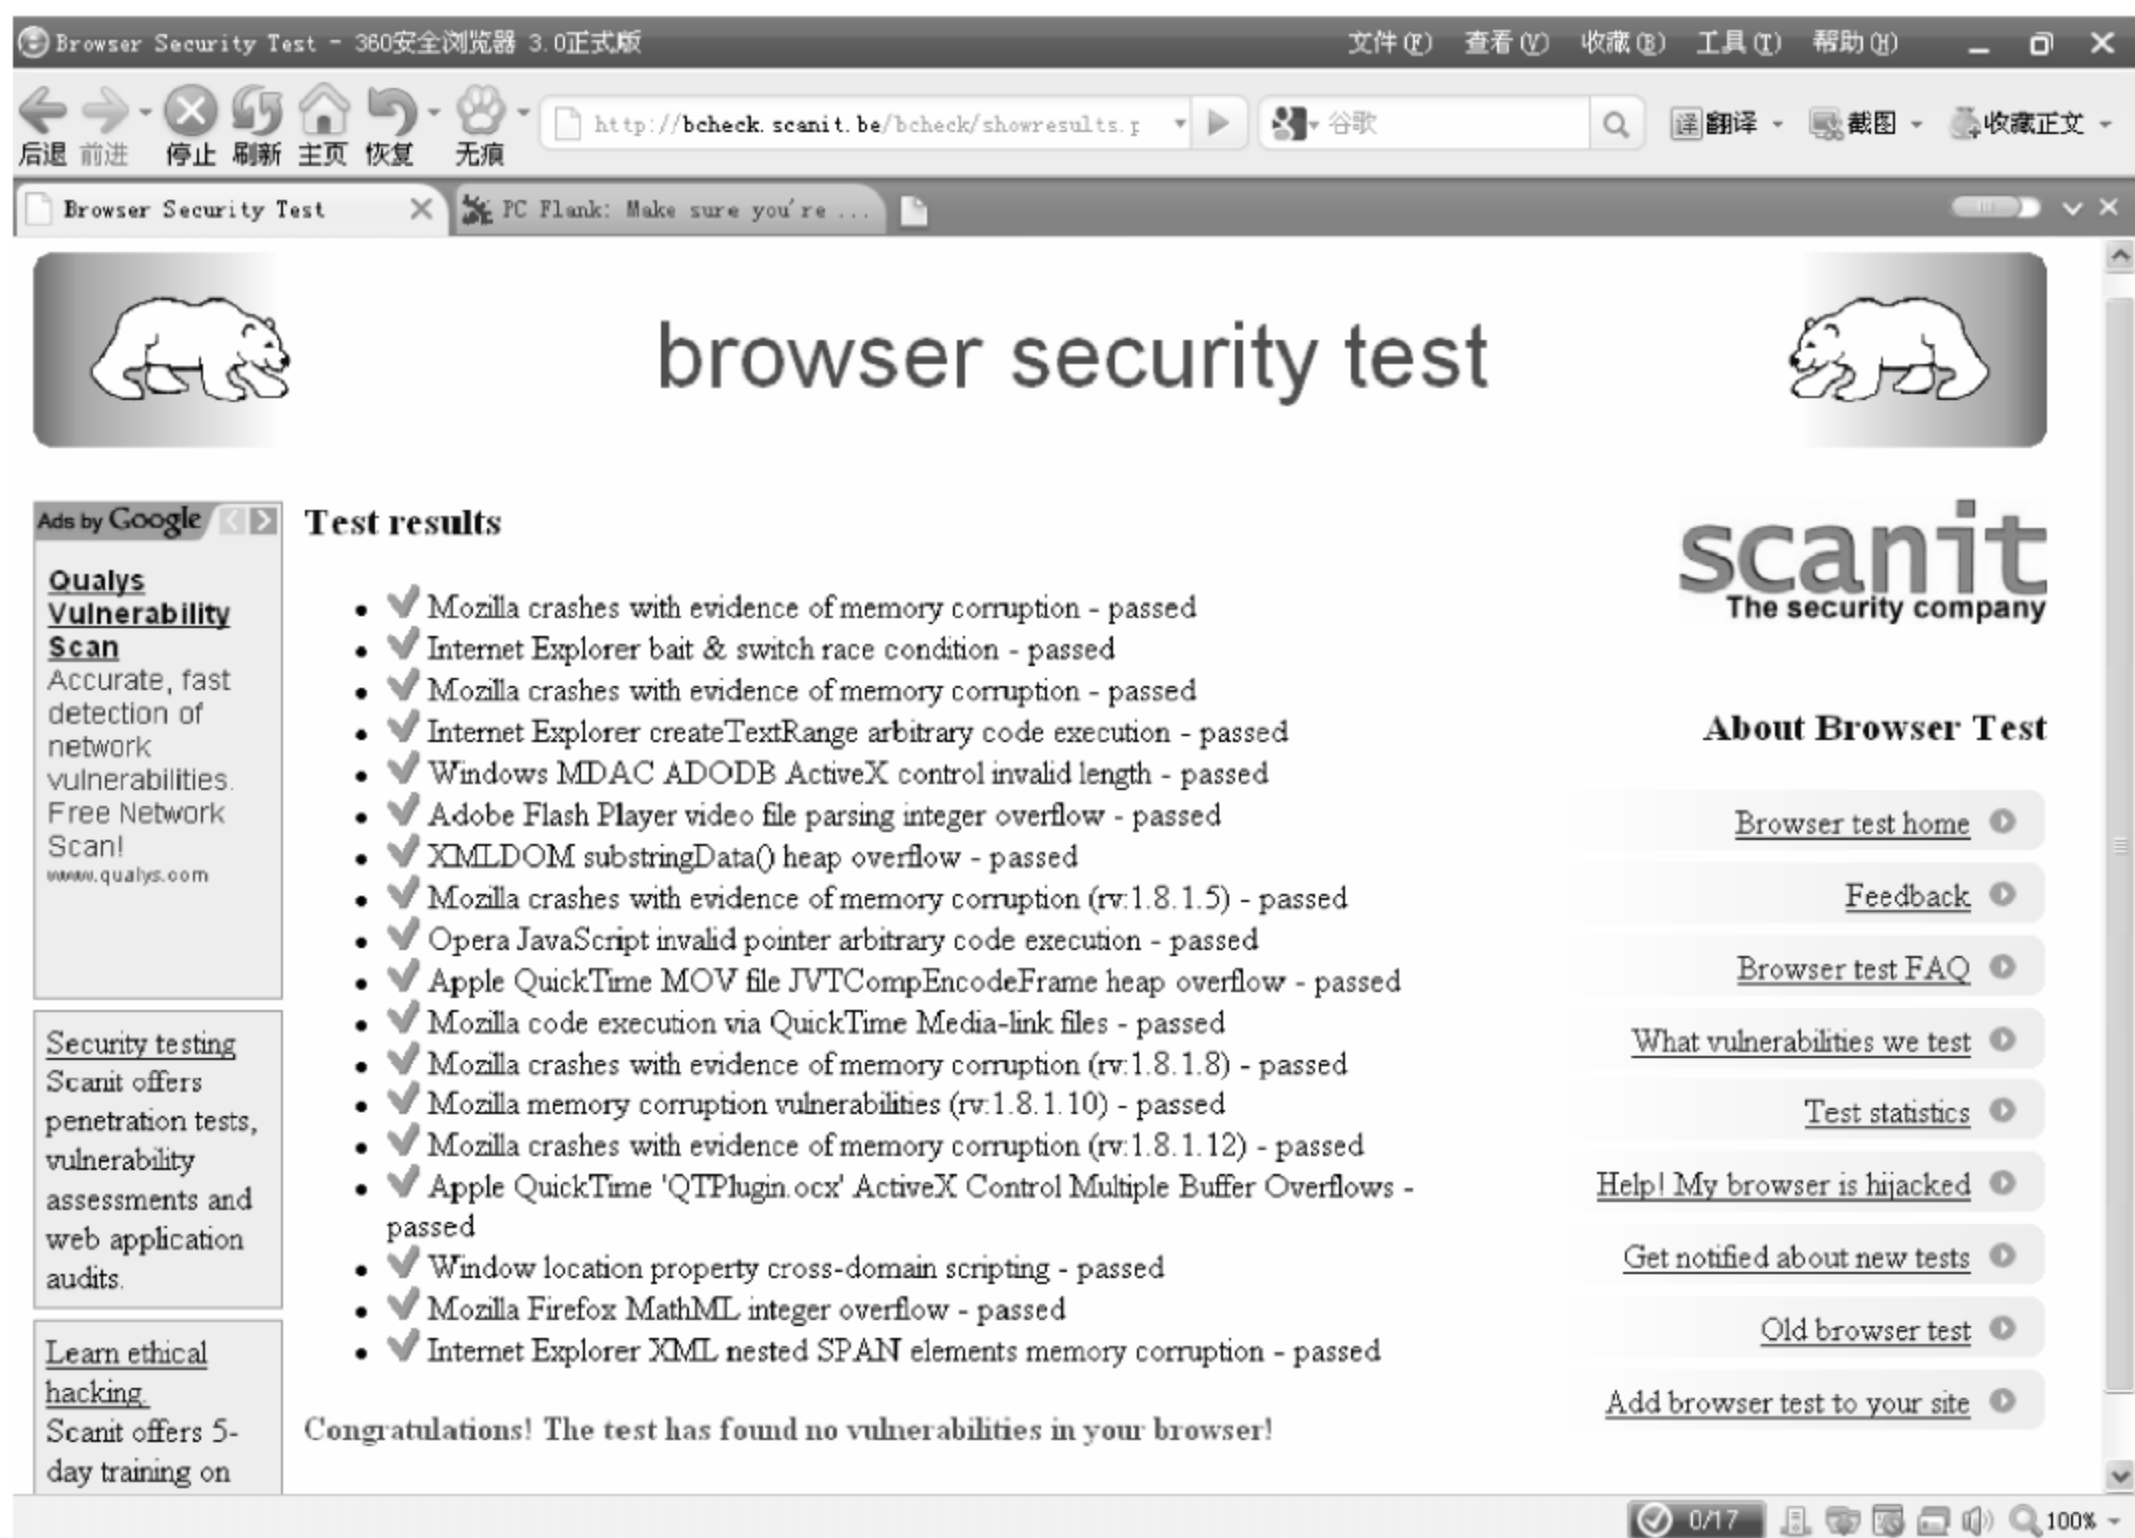 Browser Security Test - 360安全浏览器 3.0正式版
文件(F) 查看(V) 收藏(B) 工具(T) 帮助(H)
后退 前进 停止 刷新 主页 恢复 无痕
http://bcheck.scanit.be/bcheck/showresults.p
谷歌
翻译 截图 收藏正文
Browser Security Test
PC Flank: Make sure you're ...
browser security test
Ads by Google
Qualys
Vulnerability
Scan
Accurate, fast
detection of
network
vulnerabilities.
Free Network
Scan!
www.qualys.com
Security testing
Scanit offers
penetration tests,
vulnerability
assessments and
web application
audits.
Learn ethical
hacking.
Scanit offers 5-
day training on
Test results
Mozilla crashes with evidence of memory corruption - passed
Internet Explorer bait & switch race condition - passed
Mozilla crashes with evidence of memory corruption - passed
Internet Explorer createTextRange arbitrary code execution - passed
Windows MDAC ADODB ActiveX control invalid length - passed
Adobe Flash Player video file parsing integer overflow - passed
XMLDOM substringData() heap overflow - passed
Mozilla crashes with evidence of memory corruption (rv:1.8.1.5) - passed
Opera JavaScript invalid pointer arbitrary code execution - passed
Apple QuickTime MOV file JVTCompEncodeFrame heap overflow - passed
Mozilla code execution via QuickTime Media-link files - passed
Mozilla crashes with evidence of memory corruption (rv:1.8.1.8) - passed
Mozilla memory corruption vulnerabilities (rv:1.8.1.10) - passed
Mozilla crashes with evidence of memory corruption (rv:1.8.1.12) - passed
Apple QuickTime 'QTPlugin.ocx' ActiveX Control Multiple Buffer Overflows -
passed
Window location property cross-domain scripting - passed
Mozilla Firefox MathML integer overflow - passed
Internet Explorer XML nested SPAN elements memory corruption - passed
Congratulations! The test has found no vulnerabilities in your browser!
scanit
The security company
About Browser Test
Browser test home
Feedback
Browser test FAQ
What vulnerabilities we test
Test statistics
Help! My browser is hijacked
Get notified about new tests
Old browser test
Add browser test to your site
0/17
100%